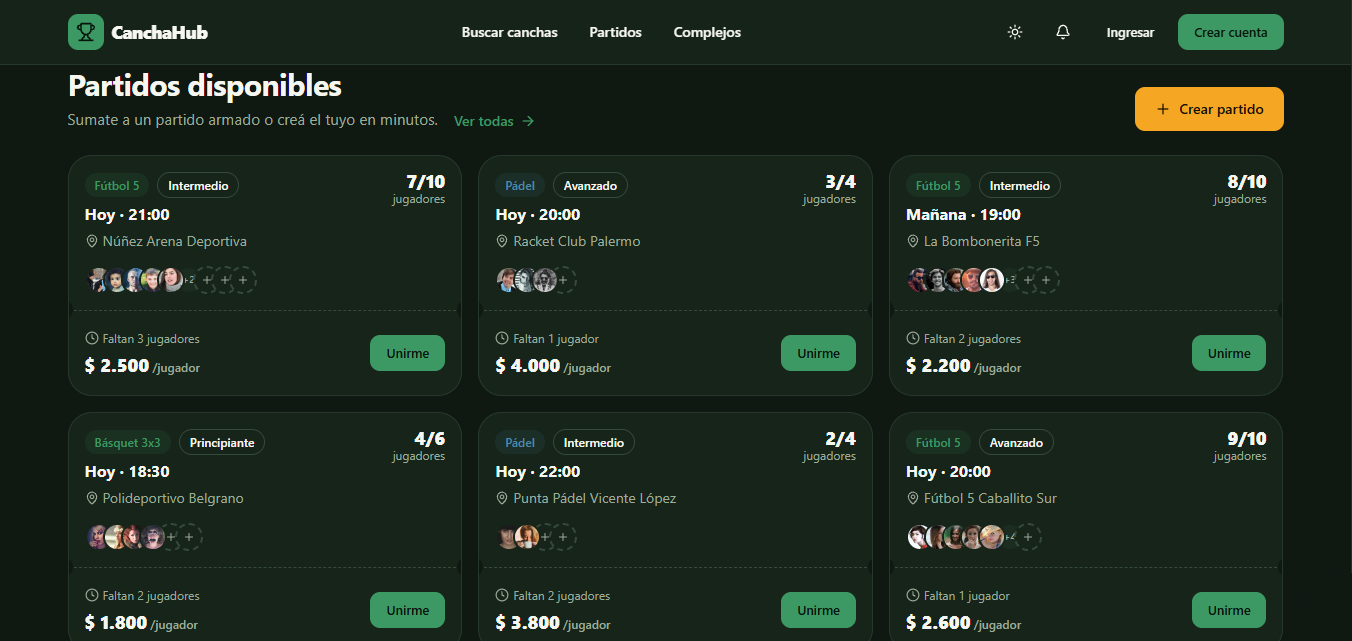 CanchaHub
Buscar canchas
Partidos
Complejos
Ingresar
Crear cuenta
Partidos disponibles
Sumate a un partido armado o creá el tuyo en minutos.
Ver todas →
+ Crear partido
Fútbol 5
Intermedio
7/10
jugadores
Hoy · 21:00
Núñez Arena Deportiva
+2
+ + +
Faltan 3 jugadores
$ 2.500 /jugador
Unirme
Pádel
Avanzado
3/4
jugadores
Hoy · 20:00
Racket Club Palermo
+
Faltan 1 jugador
$ 4.000 /jugador
Unirme
Fútbol 5
Intermedio
8/10
jugadores
Mañana · 19:00
La Bombonerita F5
+3
+ +
Faltan 2 jugadores
$ 2.200 /jugador
Unirme
Básquet 3x3
Principiante
4/6
jugadores
Hoy · 18:30
Polideportivo Belgrano
+ +
Faltan 2 jugadores
$ 1.800 /jugador
Unirme
Pádel
Intermedio
2/4
jugadores
Hoy · 22:00
Punta Pádel Vicente López
+ +
Faltan 2 jugadores
$ 3.800 /jugador
Unirme
Fútbol 5
Avanzado
9/10
jugadores
Hoy · 20:00
Fútbol 5 Caballito Sur
+4
+
Faltan 1 jugador
$ 2.600 /jugador
Unirme